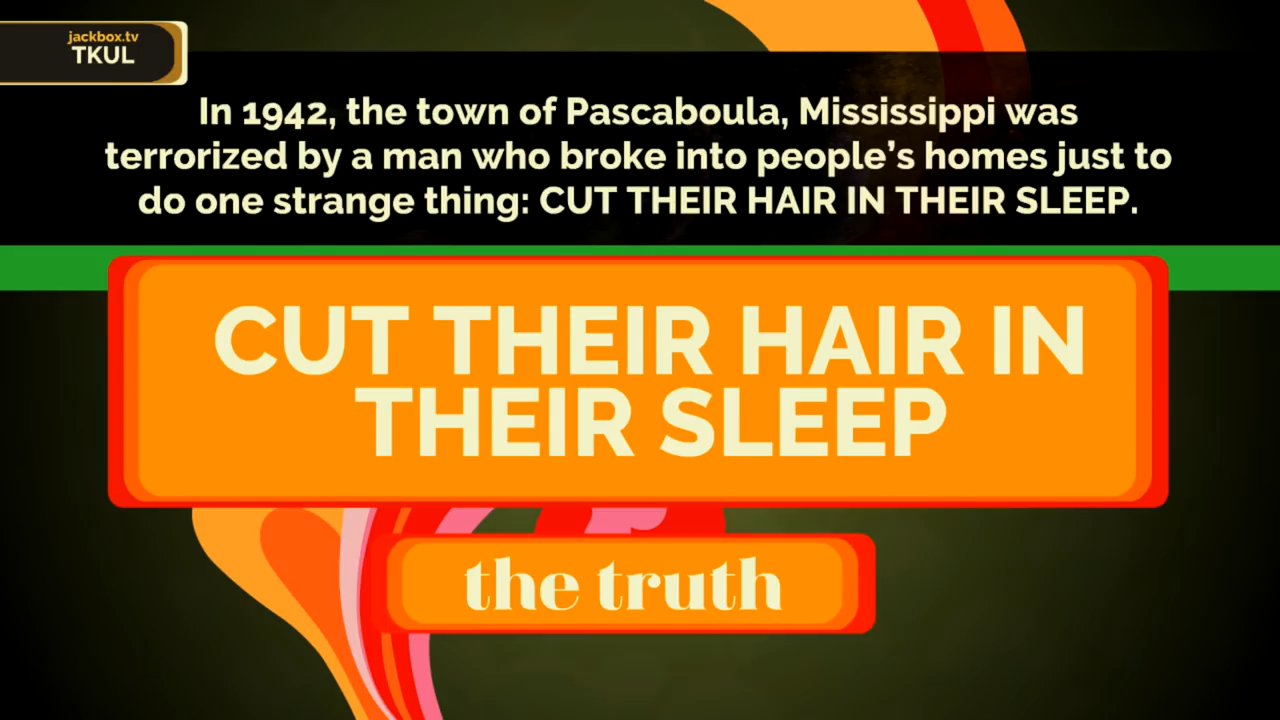 jackbox.tv
TKUL
In 1942, the town of Pascaboula, Mississippi was
terrorized by a man who broke into people’s homes just to
do one strange thing: CUT THEIR HAIR IN THEIR SLEEP.
CUT THEIR HAIR IN
THEIR SLEEP
the truth